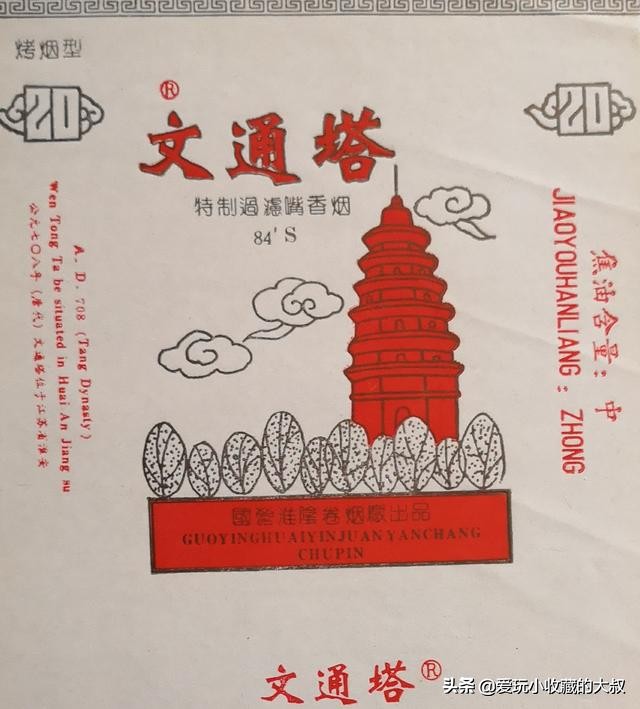 烤烟型
20
20
®
文通塔
特制過濾嘴香烟
84'S
A. D. 708 (Tang Dynasty)
Wen Tong Ta be situated in Huai An Jiang su
公元七〇八年 (唐代) 文通塔位于江苏省淮安
焦油含量: 中
JIAOYOUHANLIANG: ZHONG
國营淮陰卷烟廠出品
GUOYINGHUAIYINJUANYANCHANG
CHUPIN
文通塔®
头条 @爱玩小收藏的大叔